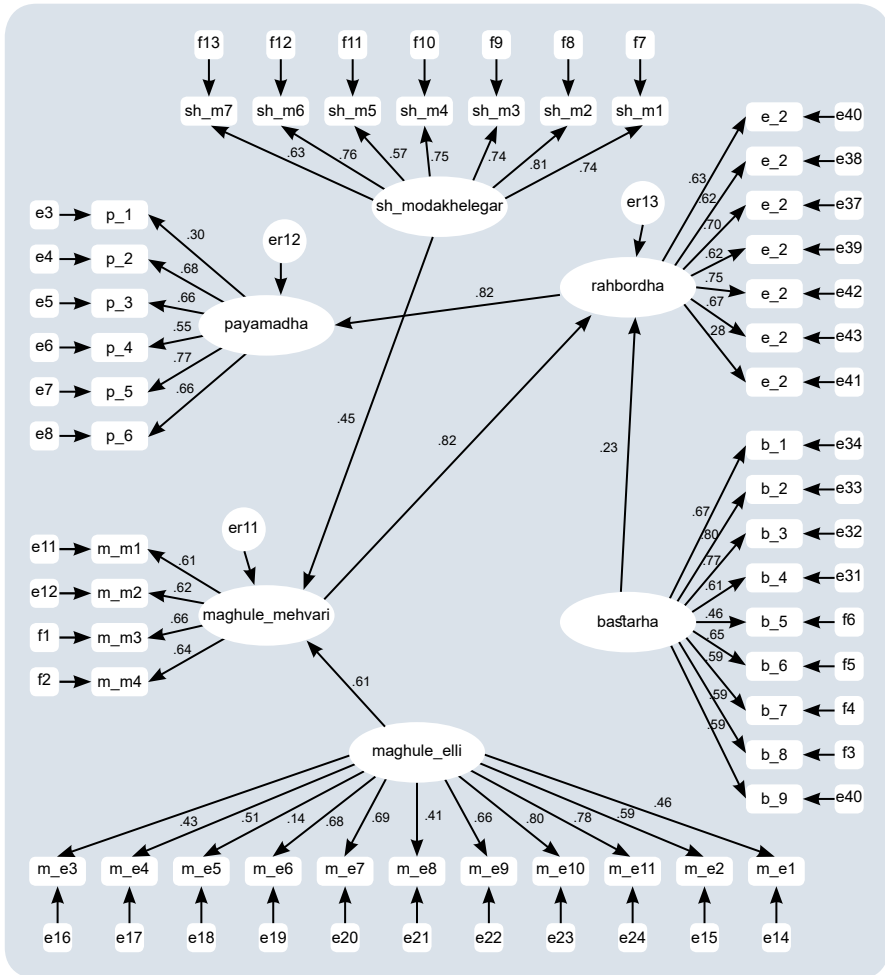 f13 f12 f11 f10 f9 f8 f7
sh_m7 sh_m6 sh_m5 sh_m4 sh_m3 sh_m2 sh_m1
.63 .76 .57 .75 .74 .81 .74
sh_modakhelegar
e_2 e40
e_2 e38
e_2 e37
e_2 e39
e_2 e42
e_2 e43
e_2 e41
.63
.62
.70
.62
.75
.67
.28
er13
rahbordha
e3 p_1
e4 p_2
e5 p_3
e6 p_4
e7 p_5
e8 p_6
.30
.68
.66
.55
.77
.66
er12
payamadha
.82
.45
.82
.23
b_1 e34
b_2 e33
b_3 e32
b_4 e31
b_5 f6
b_6 f5
b_7 f4
b_8 f3
b_9 e40
.67
.80
.77
.61
.46
.65
.59
.59
.59
bastarha
er11
e11 m_m1
e12 m_m2
f1 m_m3
f2 m_m4
.61
.62
.66
.64
maghule_mehvari
.61
maghule_elli
.43 .51 .14 .68 .69 .41 .66 .80 .78 .59 .46
m_e3 m_e4 m_e5 m_e6 m_e7 m_e8 m_e9 m_e10 m_e11 m_e2 m_e1
e16 e17 e18 e19 e20 e21 e22 e23 e24 e15 e14